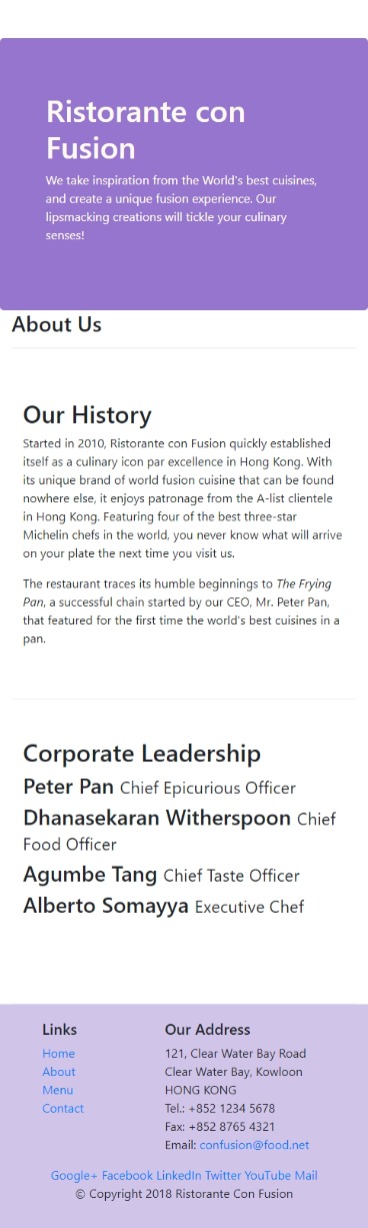 Ristorante con
Fusion
We take inspiration from the World's best cuisines,
and create a unique fusion experience. Our
lipsmacking creations will tickle your culinary
senses!
About Us
Our History
Started in 2010, Ristorante con Fusion quickly established
itself as a culinary icon par excellence in Hong Kong. With
its unique brand of world fusion cuisine that can be found
nowhere else, it enjoys patronage from the A-list clientele
in Hong Kong. Featuring four of the best three-star
Michelin chefs in the world, you never know what will arrive
on your plate the next time you visit us.
The restaurant traces its humble beginnings to The Frying
Pan, a successful chain started by our CEO, Mr. Peter Pan,
that featured for the first time the world's best cuisines in a
pan.
Corporate Leadership
Peter Pan Chief Epicurious Officer
Dhanasekaran Witherspoon Chief
Food Officer
Agumbe Tang Chief Taste Officer
Alberto Somayya Executive Chef
Links
Home
About
Menu
Contact
Our Address
121, Clear Water Bay Road
Clear Water Bay, Kowloon
HONG KONG
Tel.: +852 1234 5678
Fax: +852 8765 4321
Email: confusion@food.net
Google+ Facebook LinkedIn Twitter YouTube Mail
© Copyright 2018 Ristorante Con Fusion